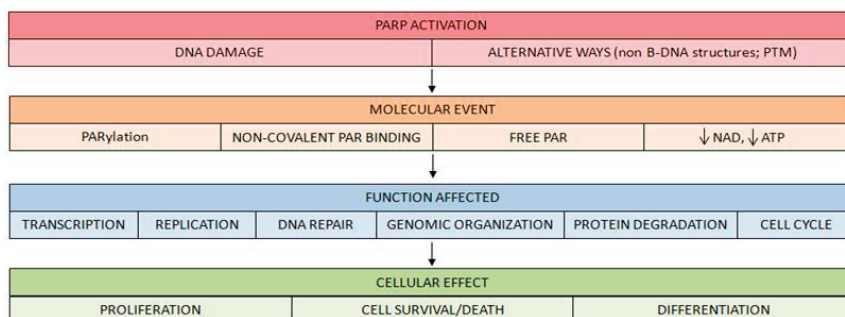 PARP ACTIVATION
DNA DAMAGE ALTERNATIVE WAYS (non B-DNA structures; PTM)
MOLECULAR EVENT
PARylation NON-COVALENT PAR BINDING FREE PAR ↓ NAD, ↓ ATP
FUNCTION AFFECTED
TRANSCRIPTION REPLICATION DNA REPAIR GENOMIC ORGANIZATION PROTEIN DEGRADATION CELL CYCLE
CELLULAR EFFECT
PROLIFERATION CELL SURVIVAL/DEATH DIFFERENTIATION